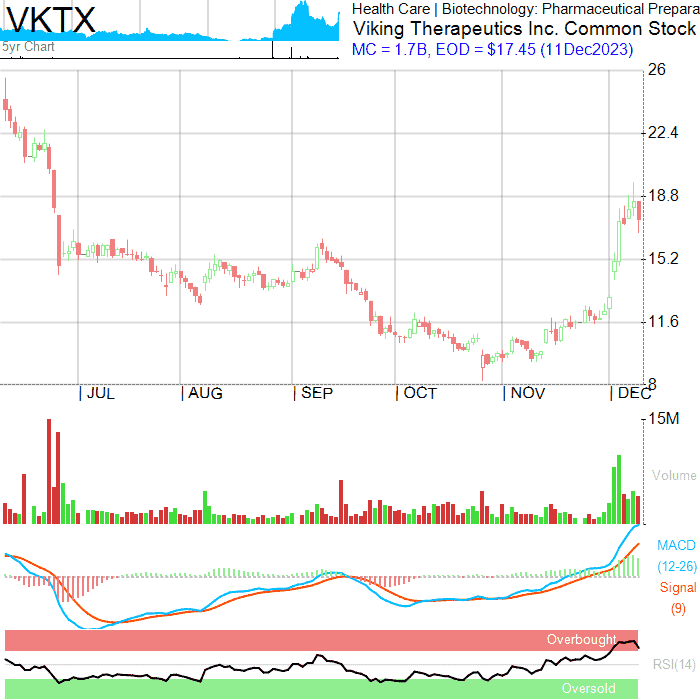 VKTX
5yr Chart
Health Care | Biotechnology: Pharmaceutical Prepara
Viking Therapeutics Inc. Common Stock
MC = 1.7B, EOD = $17.45 (11Dec2023)
26
22.4
18.8
15.2
11.6
8
| JUL | AUG | SEP | OCT | NOV | DEC
15M
Volume
MACD
(12-26)
Signal
(9)
Overbought
RSI(14)
Oversold